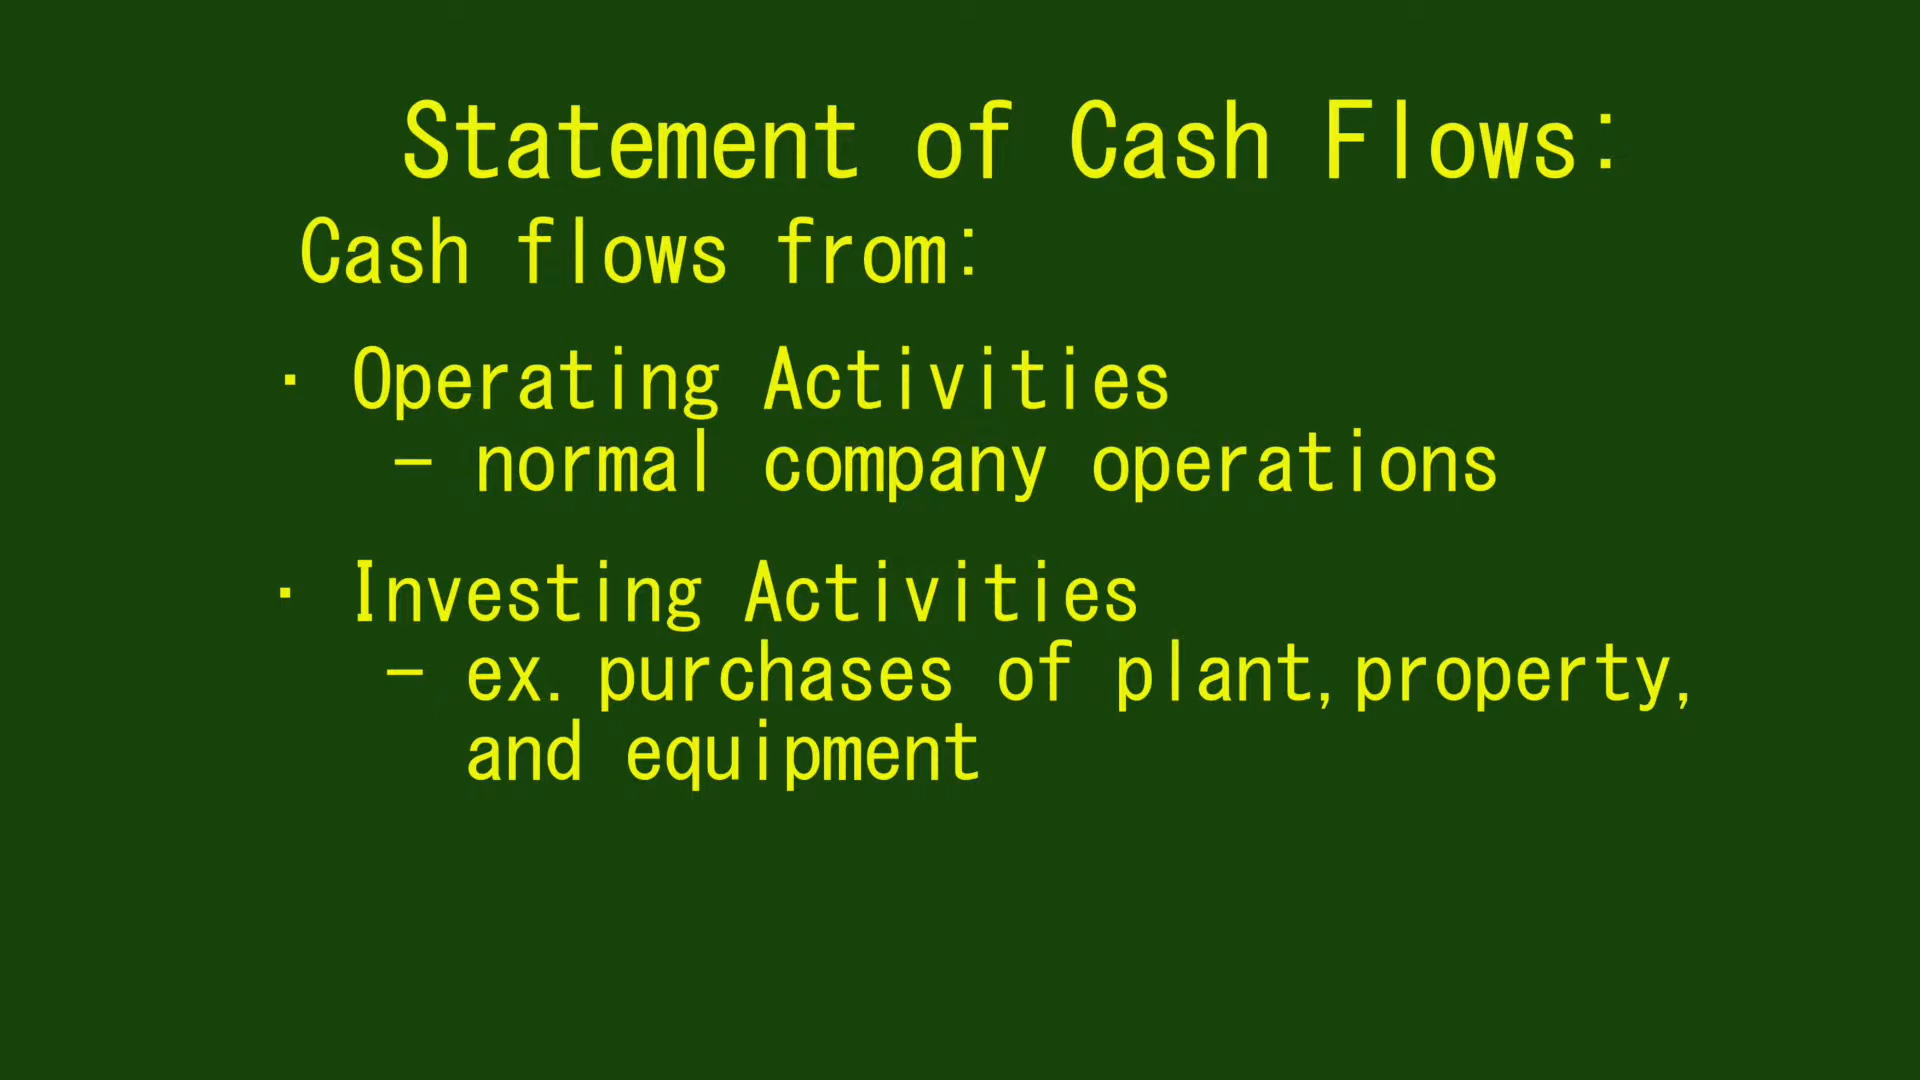 Statement of Cash Flows:
Cash flows from:
· Operating Activities
– normal company operations
· Investing Activities
– ex. purchases of plant, property,
and equipment